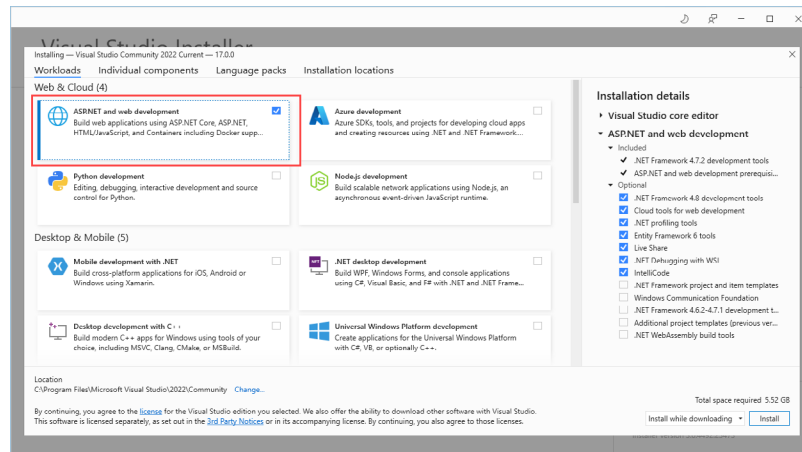 Visual Studio Installer
Installing — Visual Studio Community 2022 Current — 17.0.0
Workloads Individual components Language packs Installation locations
Web & Cloud (4)
ASP.NET and web development
Build web applications using ASP.NET Core, ASP.NET,
HTML/JavaScript, and Containers including Docker supp...
Azure development
Azure SDKs, tools, and projects for developing cloud apps
and creating resources using .NET and .NET Framework....
Python development
Editing, debugging, interactive development and source
control for Python.
Node.js development
Build scalable network applications using Node.js, an
asynchronous event-driven JavaScript runtime.
Desktop & Mobile (5)
Mobile development with .NET
Build cross-platform applications for iOS, Android or
Windows using Xamarin.
.NET desktop development
Build WPF, Windows Forms, and console applications
using C#, Visual Basic, and F# with .NET and .NET Frame...
Desktop development with C++
Build modern C++ apps for Windows using tools of your
choice, including MSVC, Clang, CMake, or MSBuild.
Universal Windows Platform development
Create applications for the Universal Windows Platform
with C#, VB, or optionally C++.
Installation details
Visual Studio core editor
ASP.NET and web development
Included
.NET Framework 4.7.2 development tools
ASP.NET and web development prerequisi...
Optional
.NET Framework 4.8 development tools
Cloud tools for web development
.NET profiling tools
Entity Framework 6 tools
Live Share
.NET Debugging with WSL
IntelliCode
.NET Framework project and item templates
Windows Communication Foundation
.NET Framework 4.6.2-4.7.1 development t...
Additional project templates (previous ver...
.NET WebAssembly build tools
Location
C:\Program Files\Microsoft Visual Studio\2022\Community Change...
By continuing, you agree to the license for the Visual Studio edition you selected. We also offer the ability to download other software with Visual Studio.
This software is licensed separately, as set out in the 3rd Party Notices or in its accompanying license. By continuing, you also agree to those licenses.
Total space required 5.52 GB
Install while downloading Install